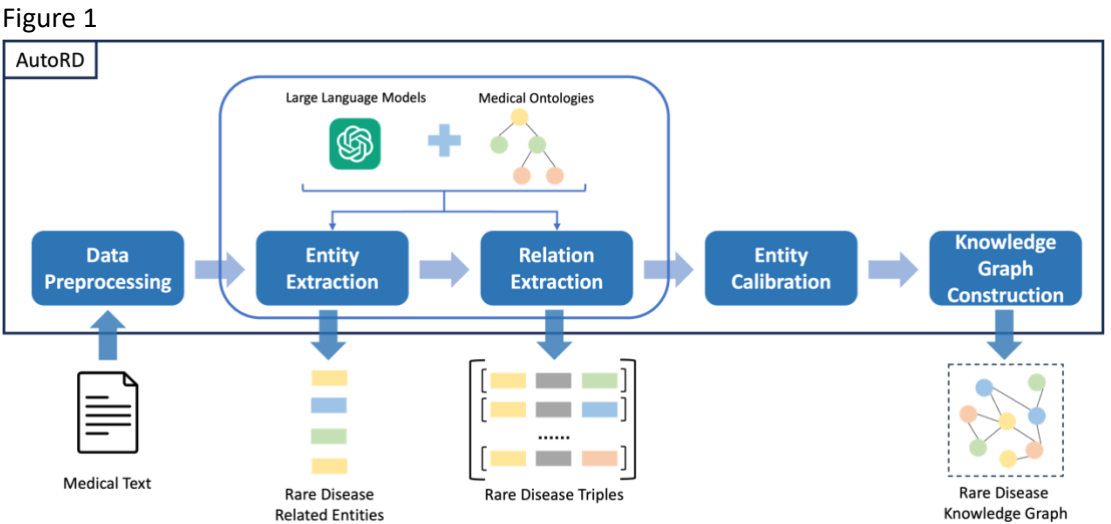 Figure 1
AutoRD
Large Language Models
Medical Ontologies
Data
Preprocessing
Entity
Extraction
Relation
Extraction
Entity
Calibration
Knowledge
Graph
Construction
Medical Text
Rare Disease
Related Entities
......
Rare Disease Triples
Rare Disease
Knowledge Graph